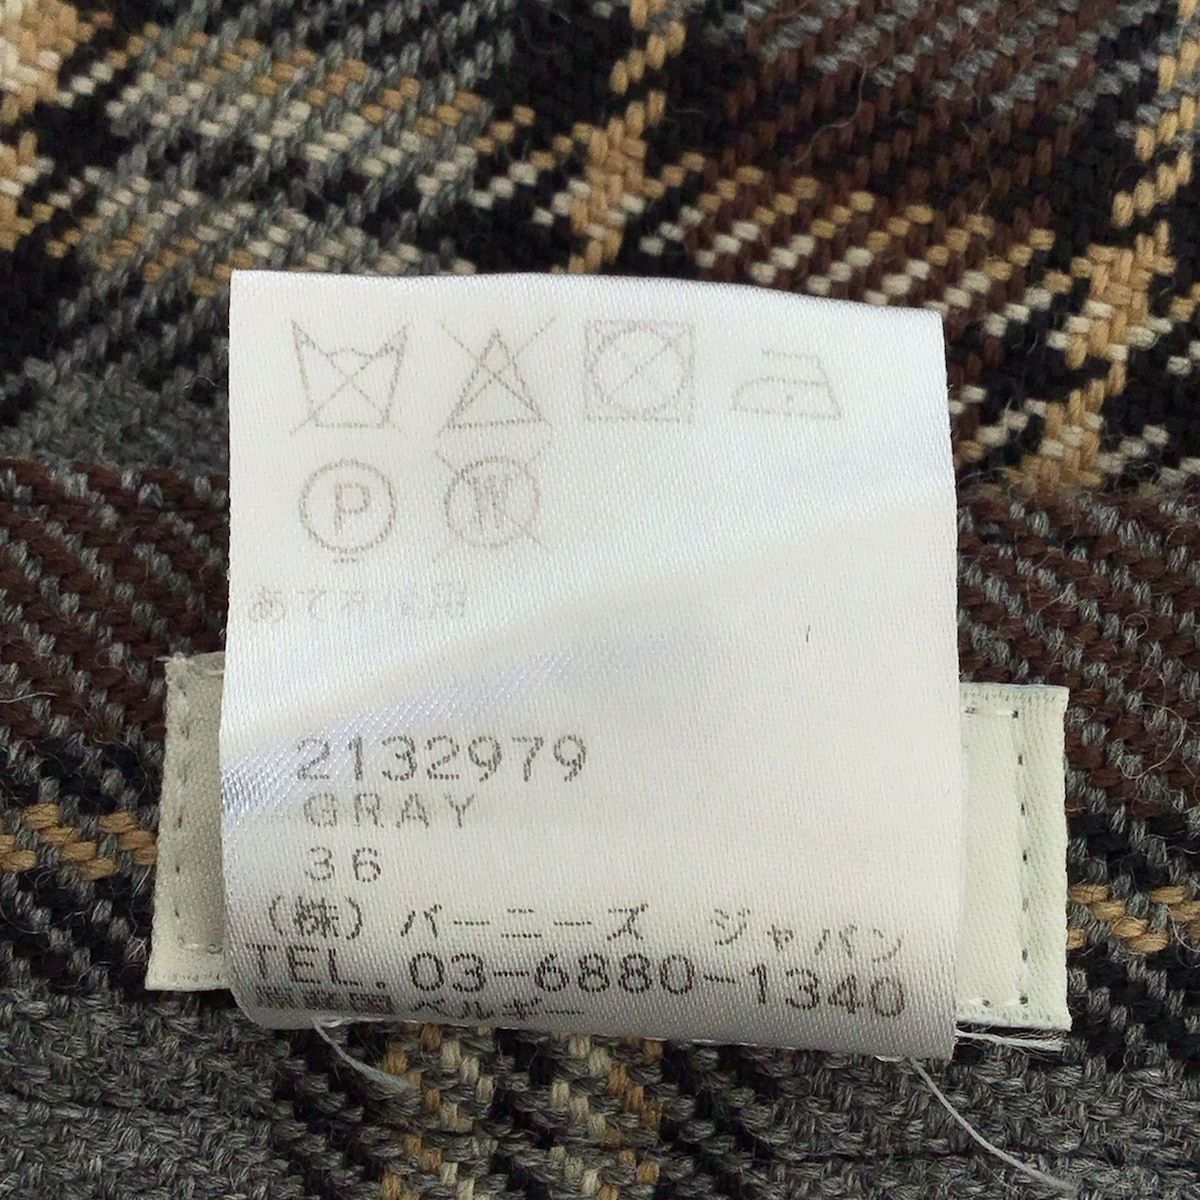 P
W
あて布使用
2132979
GRAY
36
(株) バーニーズ ジャパン
TEL. 03-6880-1340
原産国 ベルギー